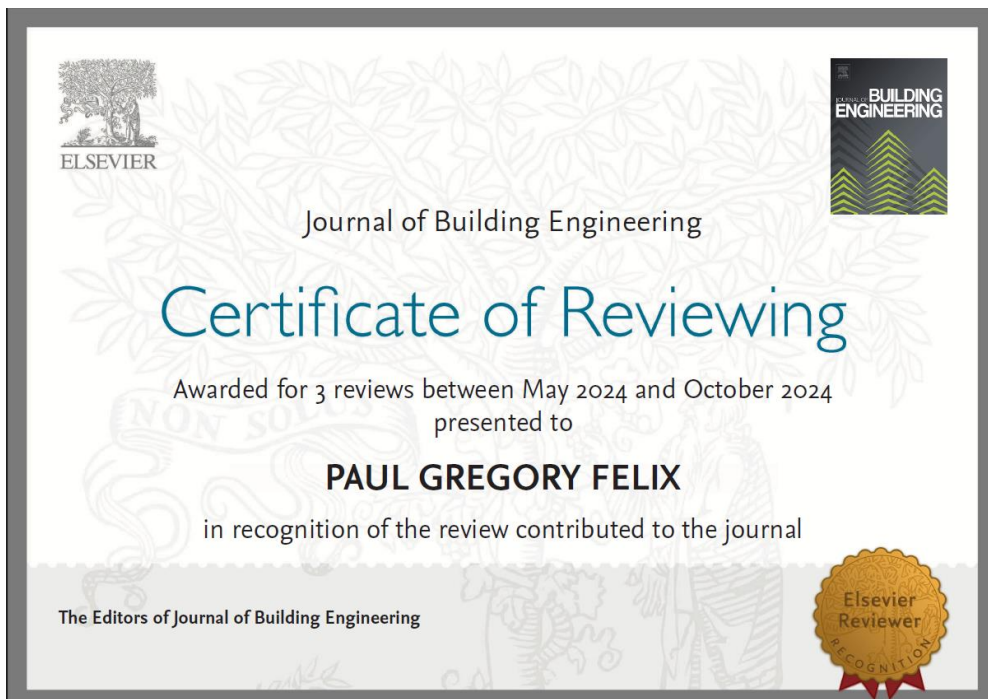 ELSEVIER
JOURNAL OF BUILDING
ENGINEERING
Journal of Building Engineering
Certificate of Reviewing
Awarded for 3 reviews between May 2024 and October 2024
presented to
NON SOLUS
PAUL GREGORY FELIX
in recognition of the review contributed to the journal
The Editors of Journal of Building Engineering
Elsevier
Reviewer
RECOGNITION